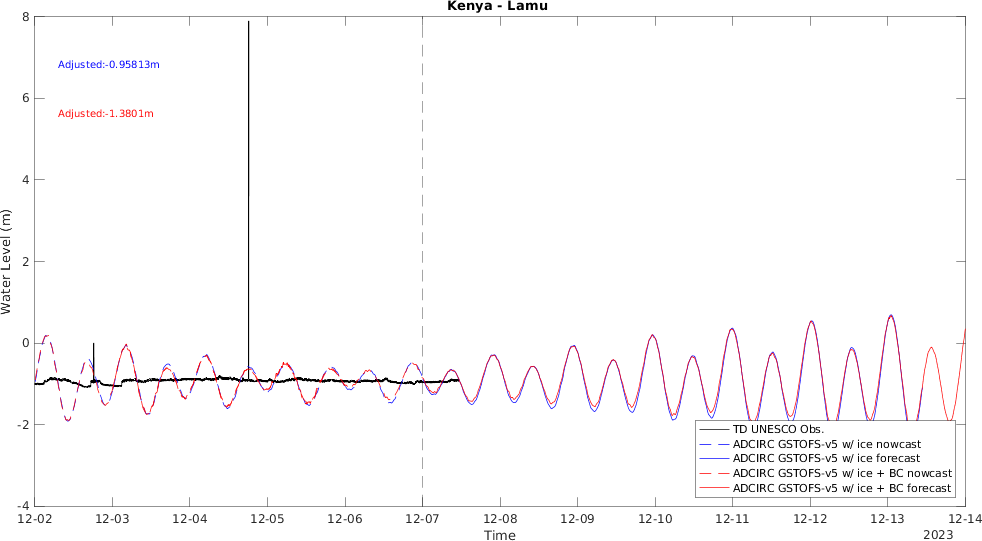 Kenya - Lamu
8
6
4
2
0
-2
-4
Water Level (m)
Adjusted:-0.95813m
Adjusted:-1.3801m
TD UNESCO Obs.
ADCIRC GSTOFS-v5 w/ ice nowcast
ADCIRC GSTOFS-v5 w/ ice forecast
ADCIRC GSTOFS-v5 w/ ice + BC nowcast
ADCIRC GSTOFS-v5 w/ ice + BC forecast
12-02 12-03 12-04 12-05 12-06 12-07 12-08 12-09 12-10 12-11 12-12 12-13 12-14
Time
2023